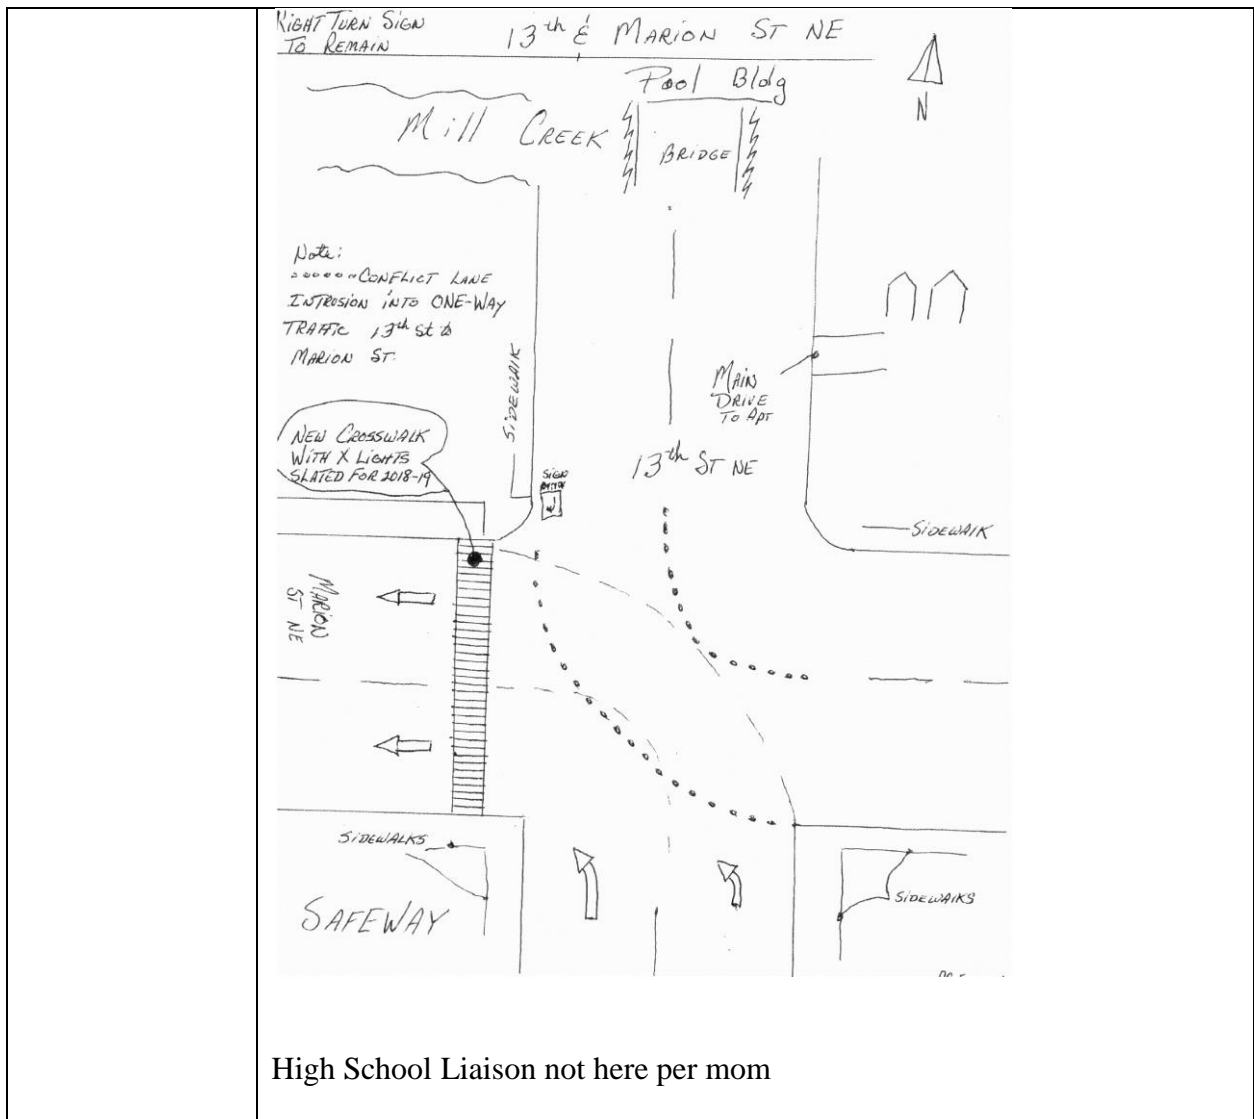 RIGHT TURN SIGN
TO REMAIN
13th & MARION ST NE
Pool Bldg
N
Mill CREEK
BRIDGE
Note:
CONFLICT LANE
INTRUSION INTO ONE-WAY
TRAFFIC 13th St to
MARION ST.
SIDEWALK
MAIN
DRIVE
TO APT
NEW CROSSWALK
WITH X LIGHTS
SLATED FOR 2018-19
13th ST NE
SIGN
SIDEWALK
MARION
ST NE
SIDEWALKS
SAFEWAY
SIDEWALKS
High School Liaison not here per mom